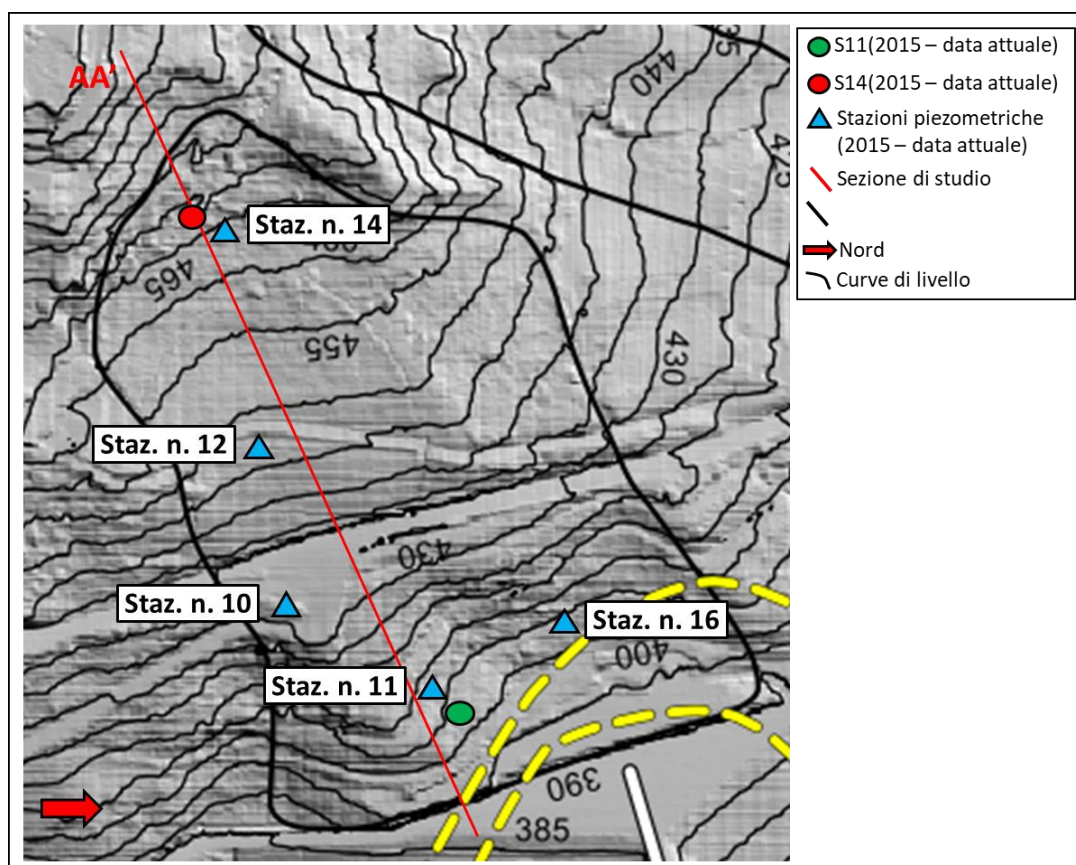 AA'
440
435
425
Staz. n. 14
465
455
430
Staz. n. 12
430
Staz. n. 10
Staz. n. 16
400
Staz. n. 11
390
385
S11(2015 – data attuale)
S14(2015 – data attuale)
Stazioni piezometriche
(2015 – data attuale)
Sezione di studio
Nord
Curve di livello